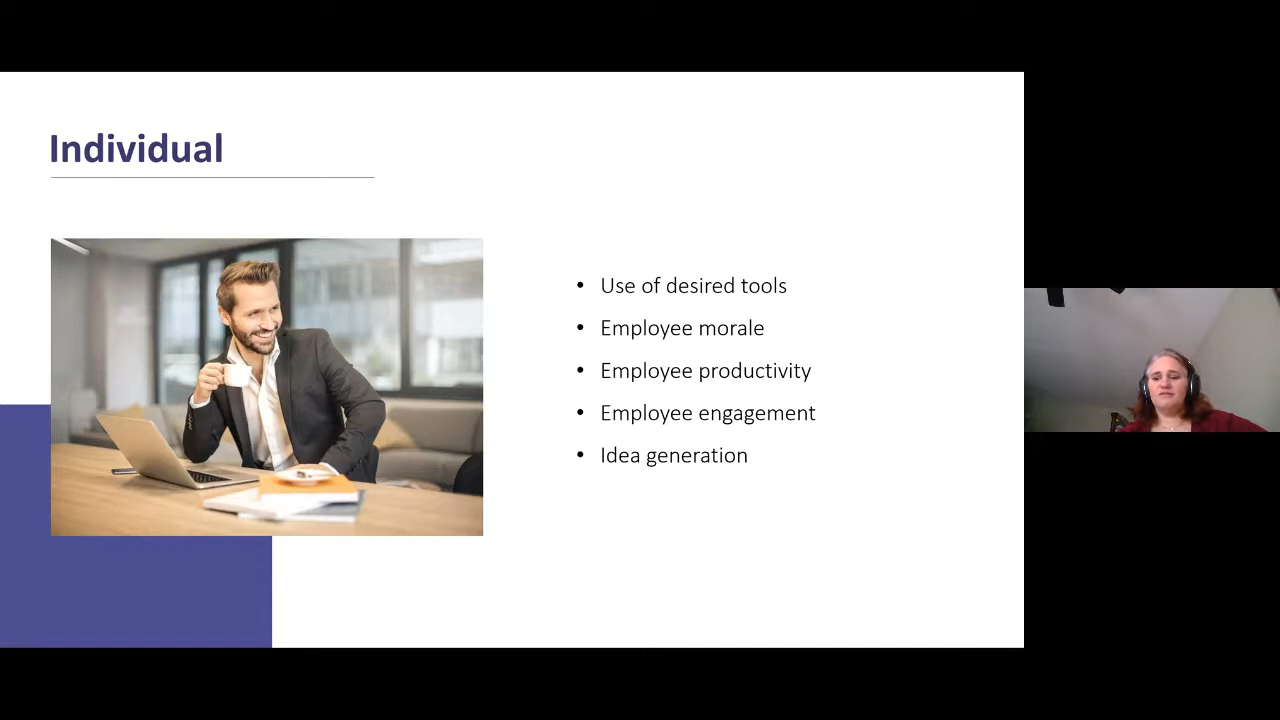 Individual
• Use of desired tools
• Employee morale
• Employee productivity
• Employee engagement
• Idea generation